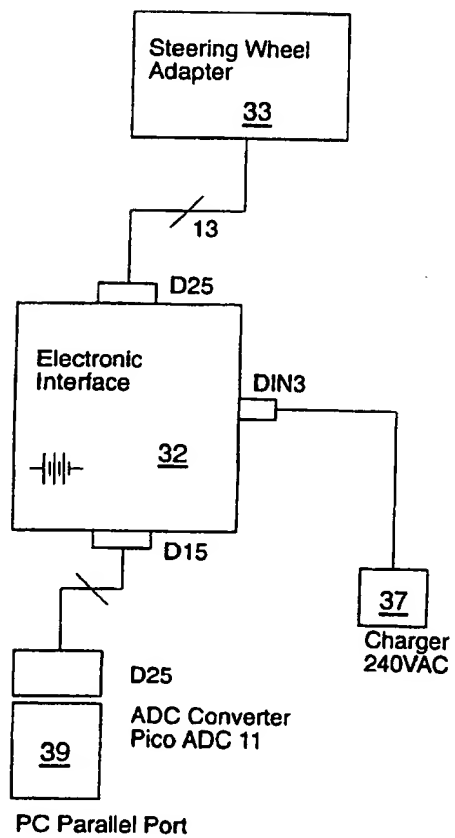 Steering Wheel
Adapter
33
13
D25
Electronic
Interface
DIN3
32
D15
37
Charger
240VAC
D25
ADC Converter
Pico ADC 11
39
PC Parallel Port